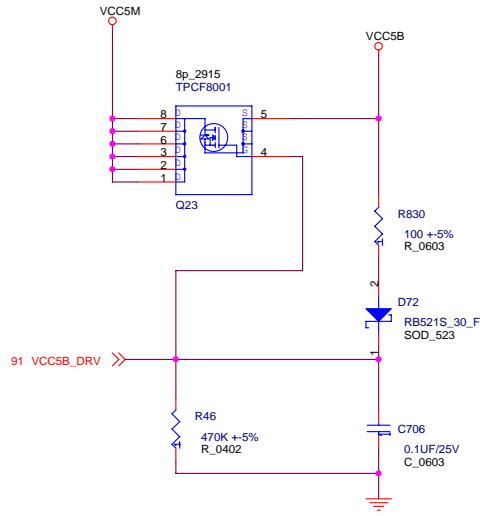 VCC5M
VCC5B
8p_2915
TPCF8001
8 D S 5
7 D S
6 D S
3 D G 4
2 D
1 D
Q23
R830
100 +-5%
R_0603
2
D72
RB521S_30_F
SOD_523
1
91 VCC5B_DRV
R46
470K +-5%
R_0402
C706
0.1UF/25V
C_0603